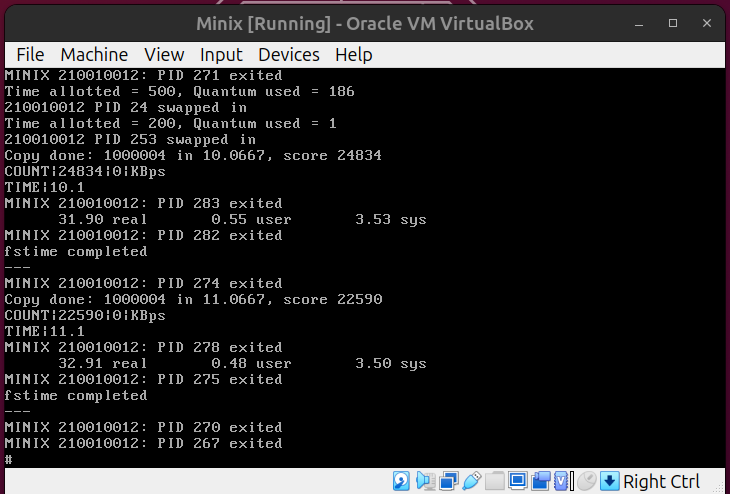 Minix [Running] - Oracle VM VirtualBox
File Machine View Input Devices Help
MINIX 210010012: PID 271 exited
Time allotted = 500, Quantum used = 186
210010012 PID 24 swapped in
Time allotted = 200, Quantum used = 1
210010012 PID 253 swapped in
Copy done: 1000004 in 10.0667, score 24834
COUNT|24834|0|KBps
TIME|10.1
MINIX 210010012: PID 283 exited
31.90 real 0.55 user 3.53 sys
MINIX 210010012: PID 282 exited
fstime completed
---
MINIX 210010012: PID 274 exited
Copy done: 1000004 in 11.0667, score 22590
COUNT|22590|0|KBps
TIME|11.1
MINIX 210010012: PID 278 exited
32.91 real 0.48 user 3.50 sys
MINIX 210010012: PID 275 exited
fstime completed
---
MINIX 210010012: PID 270 exited
MINIX 210010012: PID 267 exited
#
Right Ctrl